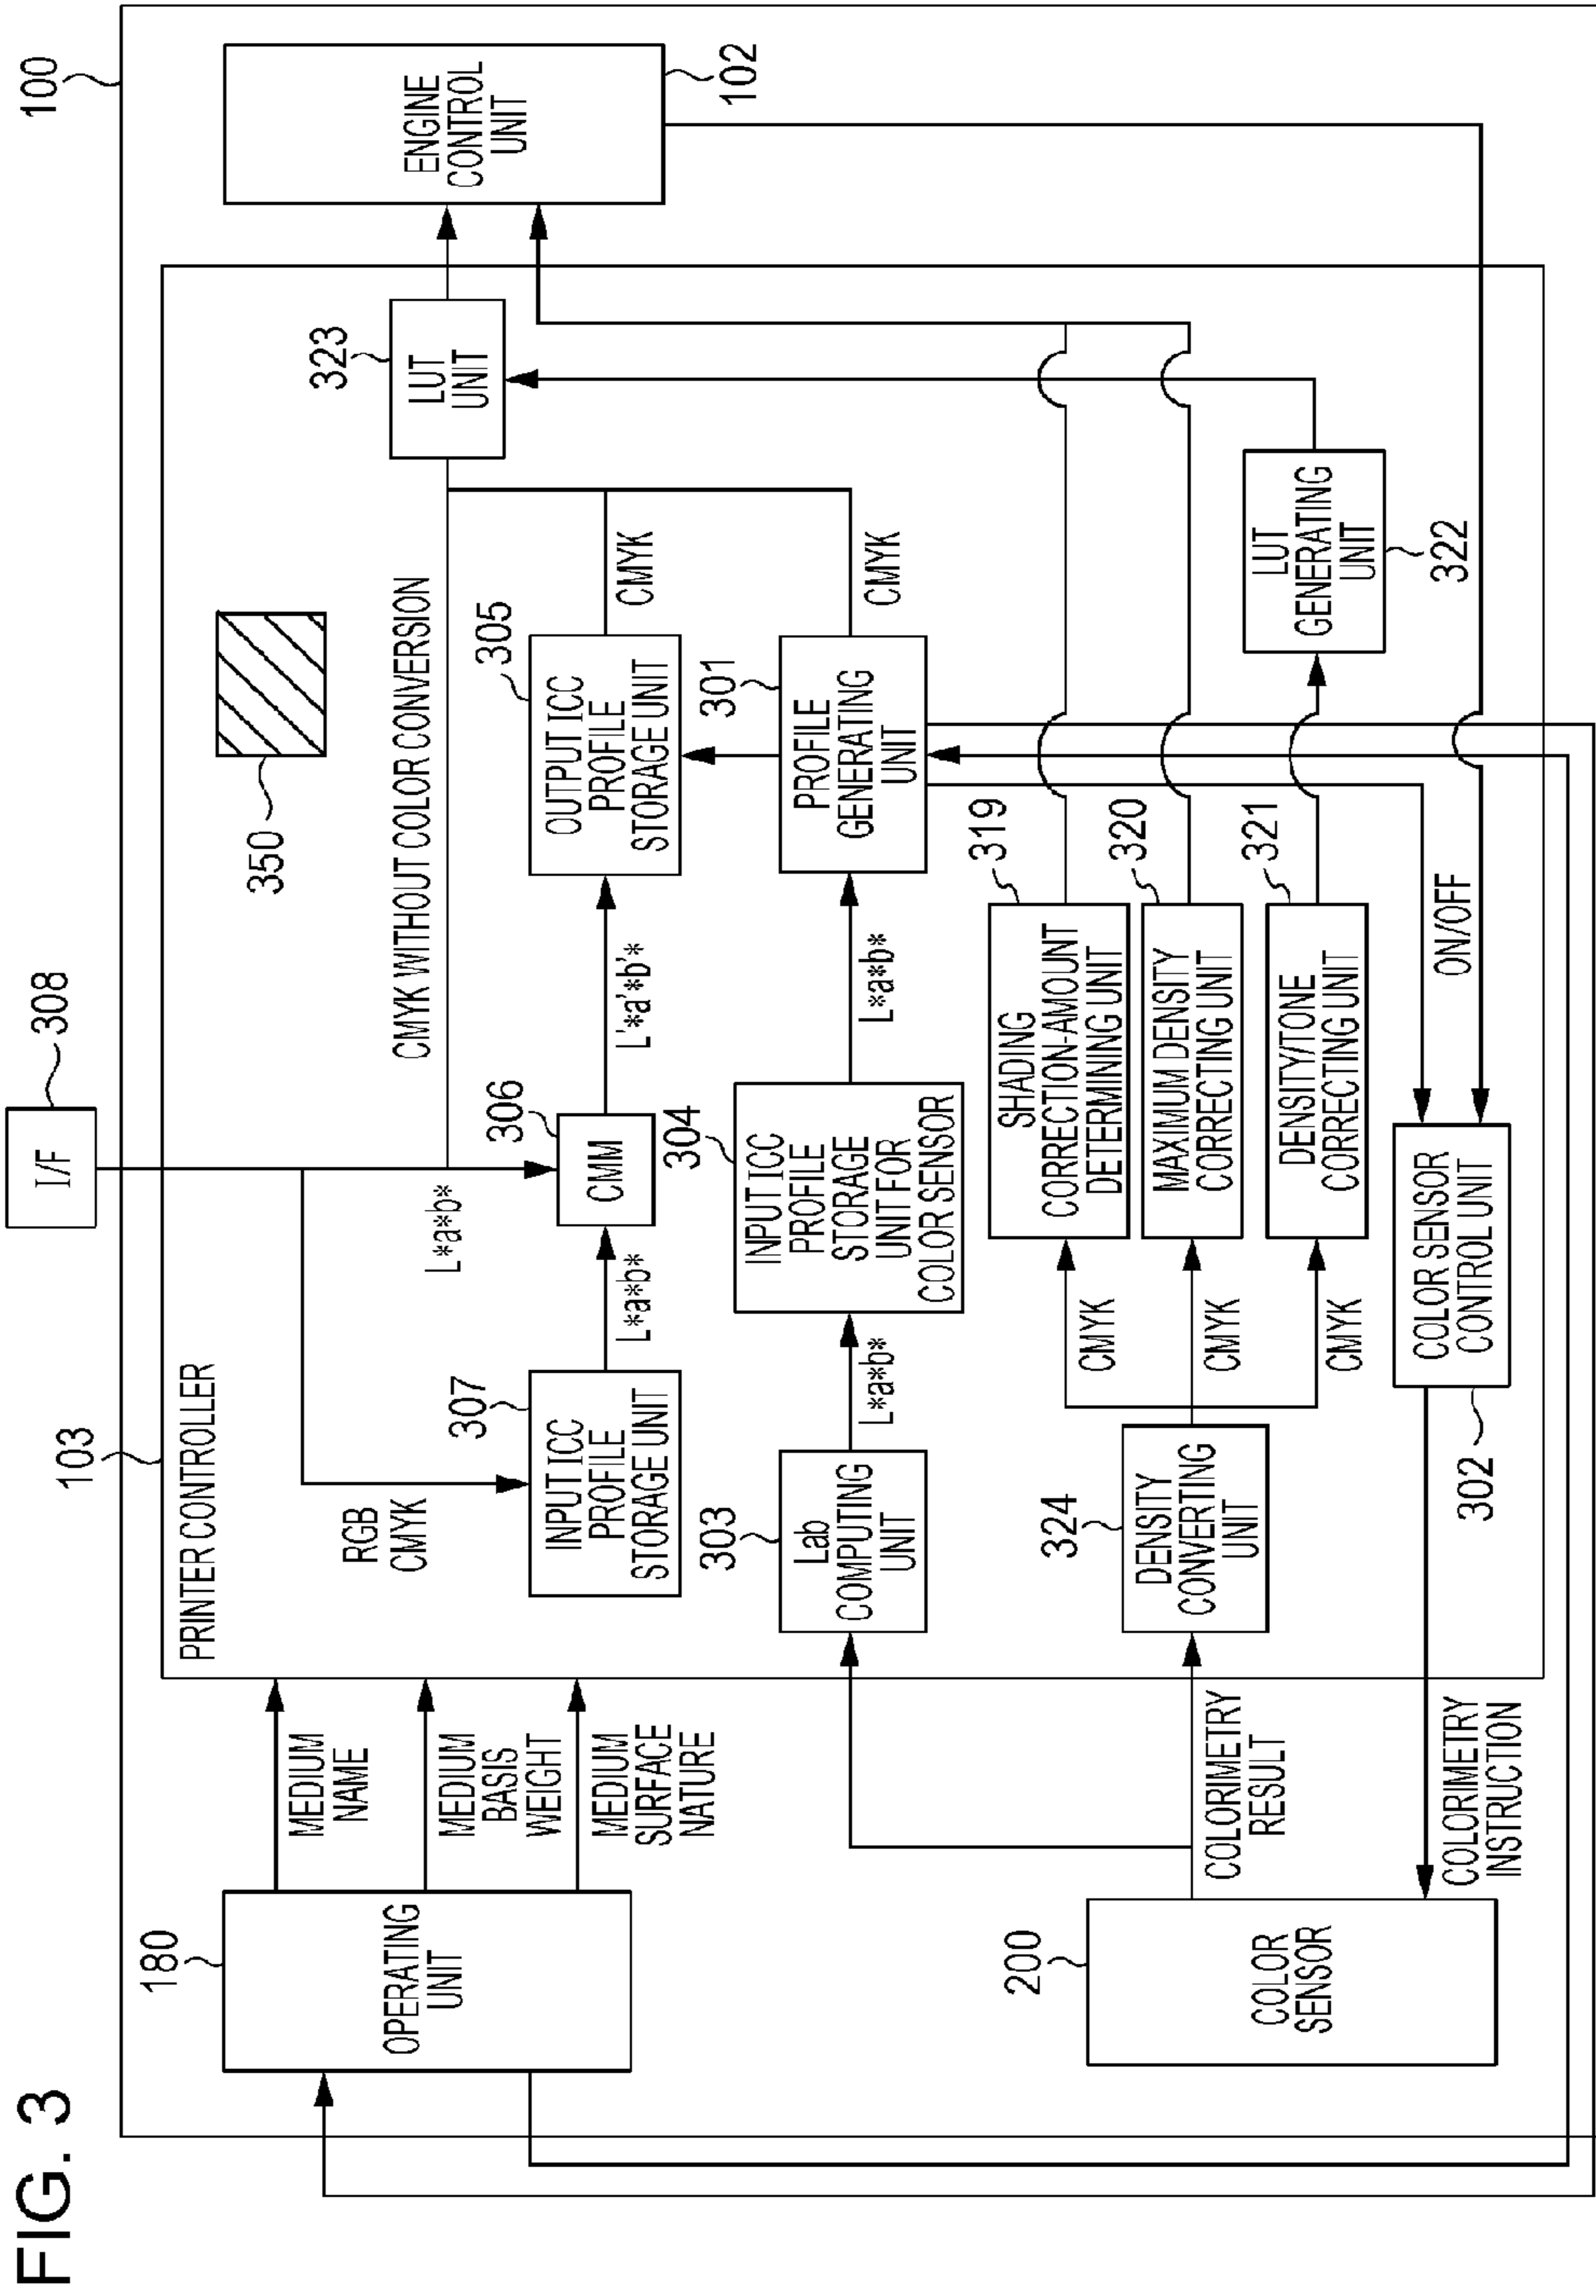 FIG. 3
100
308
I/F
103
PRINTER CONTROLLER
180
OPERATING
UNIT
MEDIUM
NAME
MEDIUM
BASIS
WEIGHT
MEDIUM
SURFACE
NATURE
RGB
CMYK
L*a*b*
CMYK WITHOUT COLOR CONVERSION
350
323
LUT
UNIT
ENGINE
CONTROL
UNIT
102
307
INPUT ICC
PROFILE
STORAGE UNIT
L*a*b*
306
CMM
L'*a'*b'*
305
OUTPUT ICC
PROFILE
STORAGE UNIT
CMYK
303
Lab
COMPUTING
UNIT
L*a*b*
304
INPUT ICC
PROFILE
STORAGE
UNIT FOR
COLOR SENSOR
L*a*b*
301
PROFILE
GENERATING
UNIT
CMYK
200
COLOR
SENSOR
COLORIMETRY
RESULT
324
DENSITY
CONVERTING
UNIT
CMYK
CMYK
CMYK
319
SHADING
CORRECTION-AMOUNT
DETERMINING UNIT
320
MAXIMUM DENSITY
CORRECTING UNIT
321
DENSITY/TONE
CORRECTING UNIT
LUT
GENERATING
UNIT
322
COLORIMETRY
INSTRUCTION
302
COLOR SENSOR
CONTROL UNIT
ON/OFF